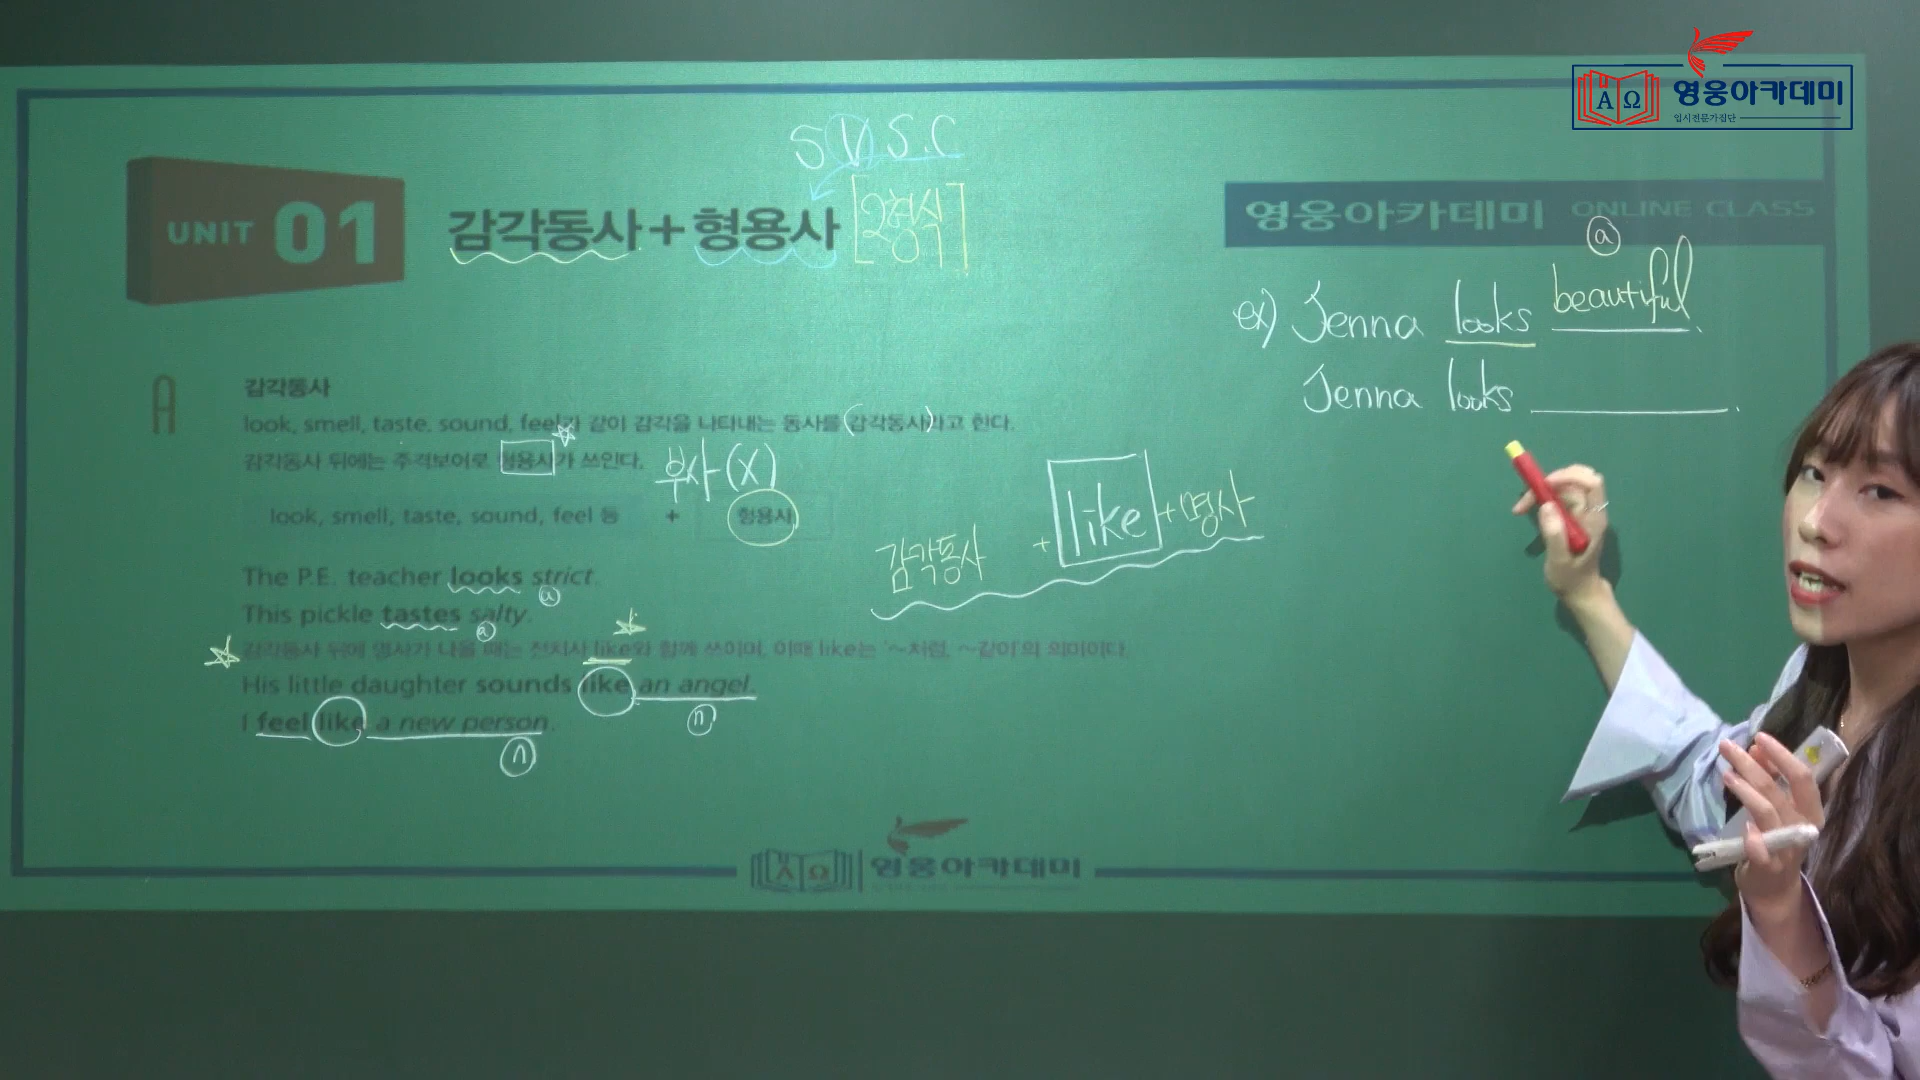 영웅아카데미
입시전문가집단
S V S.C
UNIT 01 감각동사+형용사 [2형식]
영웅아카데미 ONLINE CLASS
ⓐ
ex) Jenna looks beautiful.
Jenna looks ________.
A
감각동사
look, smell, taste, sound, feel과 같이 감각을 나타내는 동사를 (감각동사)라고 한다.
감각동사 뒤에는 주격보어로 형용사가 쓰인다. 부사(X)
look, smell, taste, sound, feel 등 + 형용사
감각동사 + like + 명사
The P.E. teacher looks strict.
ⓐ
This pickle tastes salty.
ⓐ
감각동사 뒤에 명사가 나올 때는 전치사 like와 함께 쓰이며, 이때 like는 '~처럼, ~같이'의 의미이다.
His little daughter sounds like an angel.
ⓝ
I feel like a new person.
ⓝ
영웅아카데미